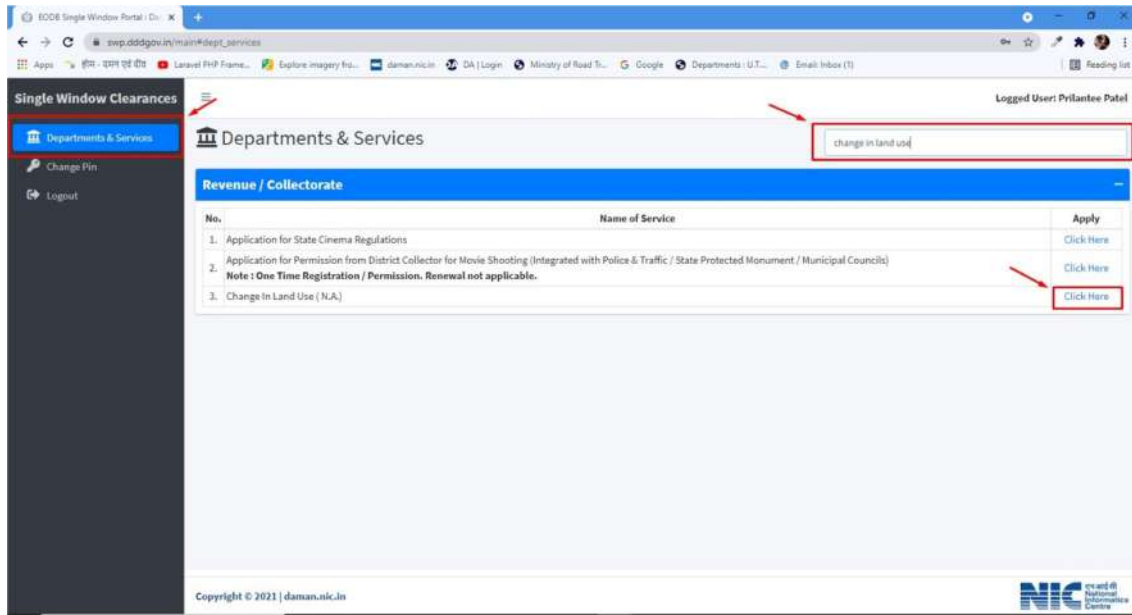 EODB Single Window Portal : Da
swp.dddgov.in/main#dept_services
Apps
होम - दमन एवं दीव
Laravel PHP Frame...
Explore imagery fro...
daman.nic.in
DA | Login
Ministry of Road Tr...
Google
Departments : U.T....
Email: Inbox (1)
Reading list
Single Window Clearances
Logged User: Prilantee Patel
Departments & Services
Change Pin
Logout
Departments & Services
change in land use
Revenue / Collectorate
No. Name of Service Apply
1. Application for State Cinema Regulations Click Here
2. Application for Permission from District Collector for Movie Shooting (Integrated with Police & Traffic / State Protected Monument / Municipal Councils) Click Here
Note : One Time Registration / Permission. Renewal not applicable.
3. Change In Land Use ( N.A.) Click Here
Copyright © 2021 | daman.nic.in
NIC
एन आई सी
National
Informatics
Centre